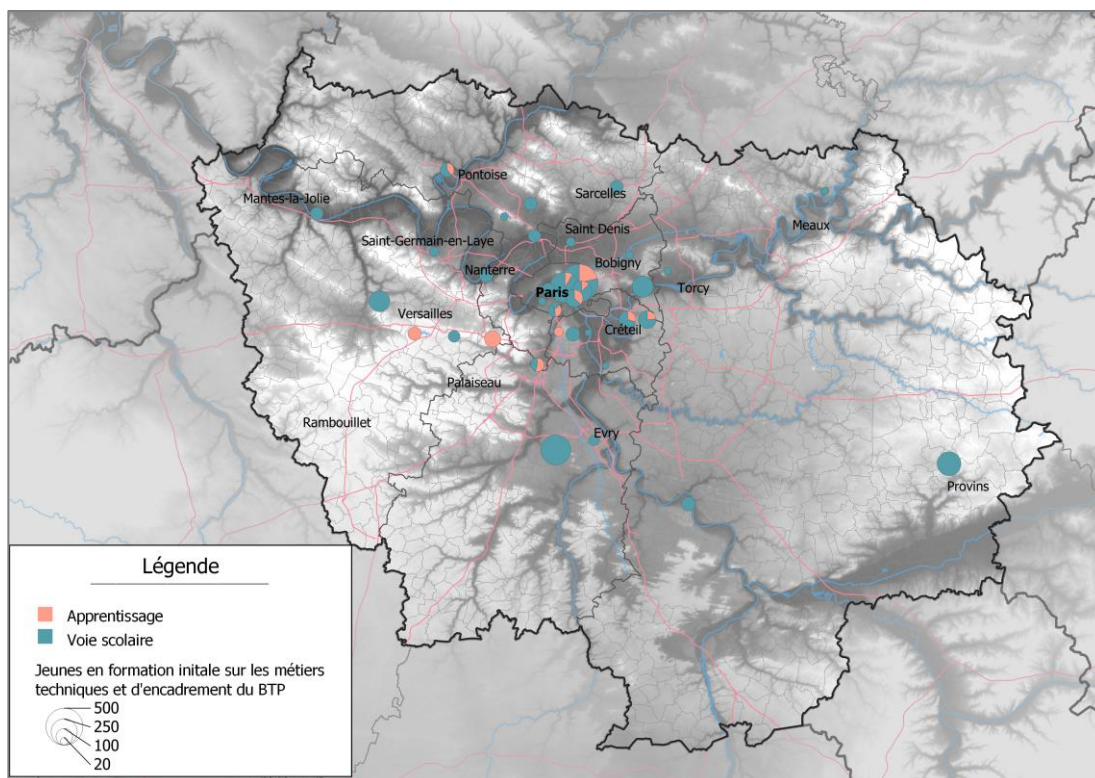 Pontoise
Sarcelles
Mantes-la-Jolie
Meaux
Saint Denis
Saint-Germain-en-Laye
Bobigny
Nanterre
Torcy
Paris
Versailles
Créteil
Palaiseau
Rambouillet
Evry
Provins
Légende
Apprentissage
Voie scolaire
Jeunes en formation initale sur les métiers
techniques et d'encadrement du BTP
500
250
100
20